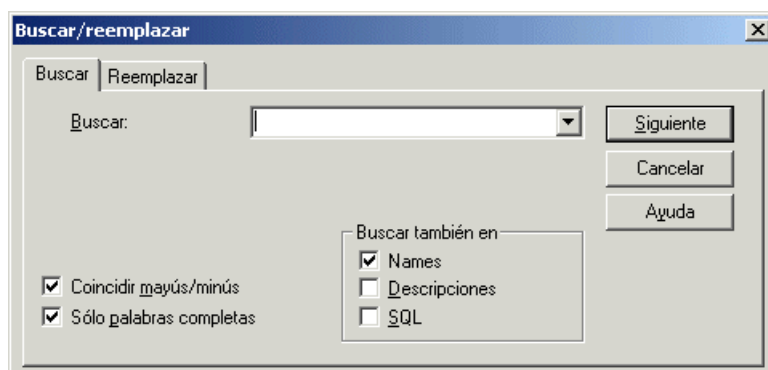 Buscar/reemplazar
Buscar Reemplazar
Buscar:
Siguiente
Cancelar
Ayuda
Buscar también en
Names
Descripciones
SQL
Coincidir mayús/minús
Sólo palabras completas